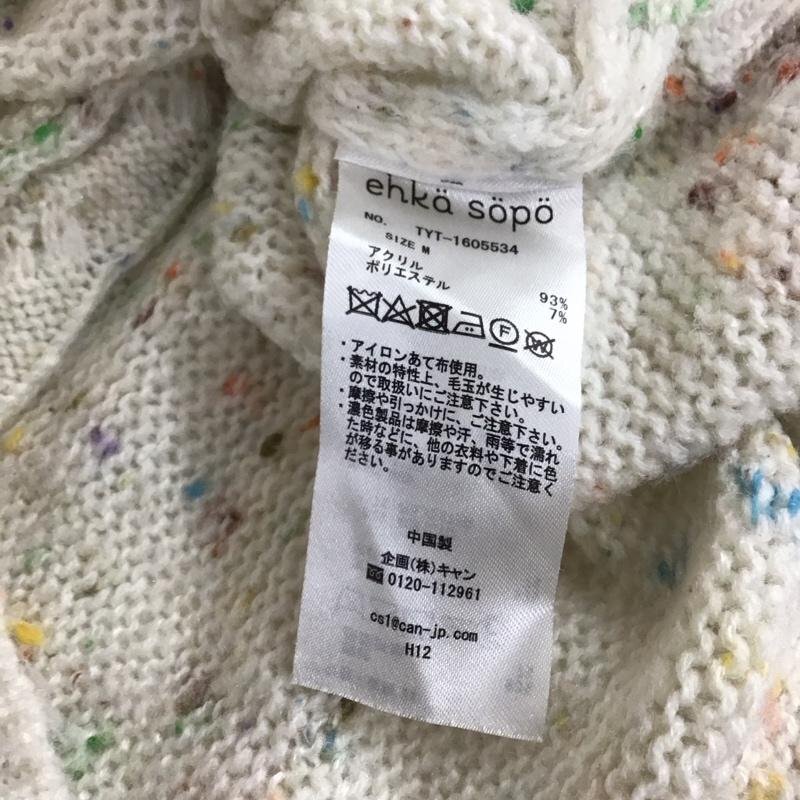 ehkä söpö
NO. TYT-1605534
SIZE M
アクリル 93%
ポリエステル 7%
F
W
・アイロンあて布使用。
・素材の特性上、毛玉が生じやすい
ので取扱いにご注意下さい。
・摩擦や引っかけに、ご注意下さい。
・濃色製品は摩擦や汗、雨等で濡れ
た時などに、他の衣料や下着に色
が移る事がありますのでご注意く
ださい。
中国製
企画(株)キャン
0120-112961
cs1@can-jp.com
H12